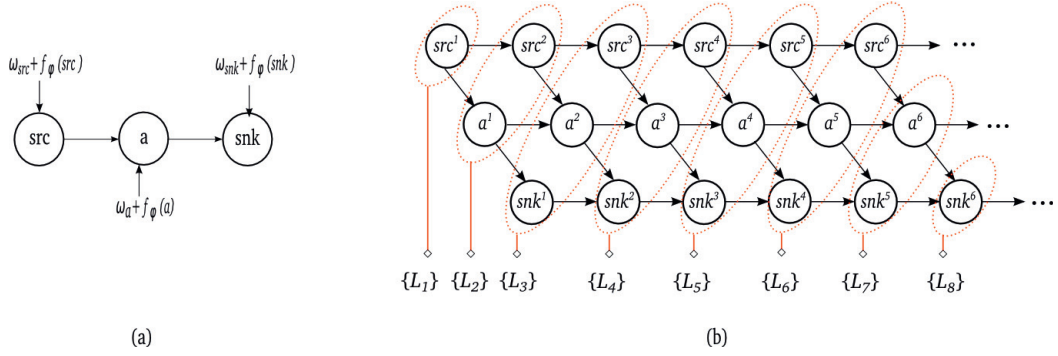 ω_src + f_φ (src)
ω_snk + f_φ (snk)
src a snk
ω_a + f_φ (a)
(a)
src^1 src^2 src^3 src^4 src^5 src^6 ...
a^1 a^2 a^3 a^4 a^5 a^6 ...
snk^1 snk^2 snk^3 snk^4 snk^5 snk^6 ...
{L_1} {L_2} {L_3} {L_4} {L_5} {L_6} {L_7} {L_8}
(b)